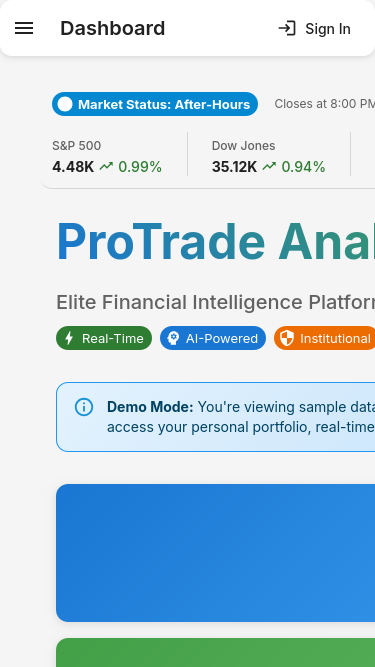 Dashboard
Sign In
Market Status: After-Hours
Closes at 8:00 PM
S&P 500
4.48K 0.99%
Dow Jones
35.12K 0.94%
ProTrade Anal
Elite Financial Intelligence Platfor
Real-Time
AI-Powered
Institutional
Demo Mode: You're viewing sample data
access your personal portfolio, real-time